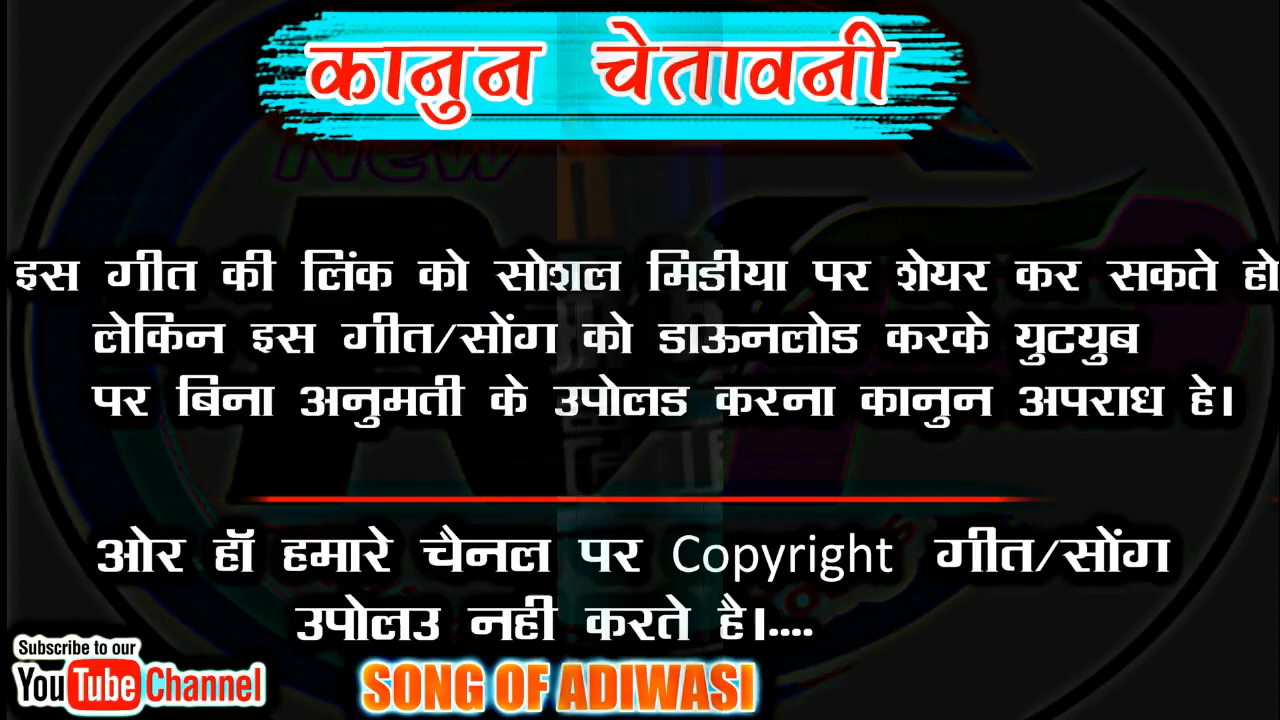 कानुन चेतावनी
New
इस गीत की लिंक को सोशल मिडीया पर शेयर कर सकते हो
लेकिन इस गीत/सोंग को डाऊनलोड करके युटयुब
पर बिना अनुमती के उपोलड करना कानुन अपराध हे।
ओर हॉ हमारे चैनल पर Copyright गीत/सोंग
उपोलउ नही करते है।....
Subscribe to our
YouTube Channel
SONG OF ADIWASI